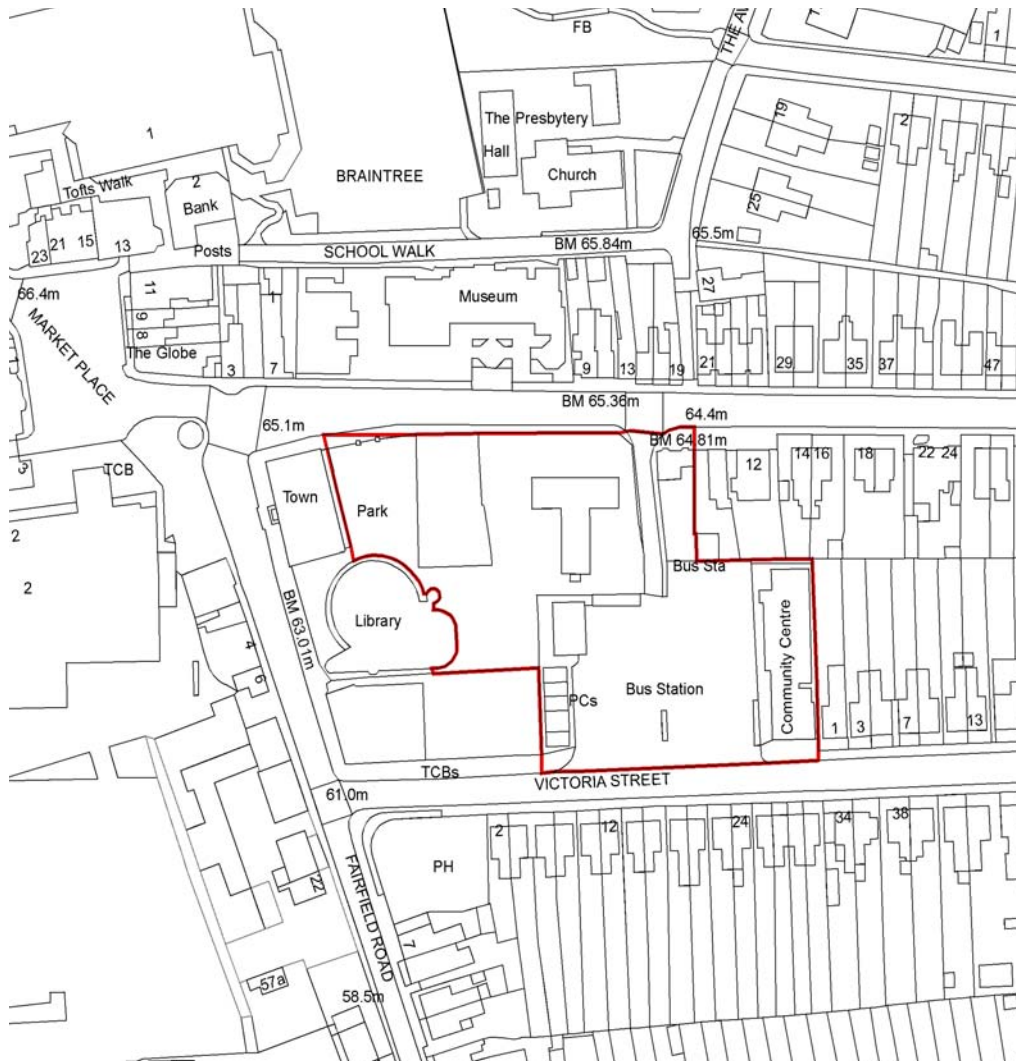 FB
THE AV
1
1
The Presbytery
19
2
Hall
Church
BRAINTREE
Tofts Walk
2
Bank
25
23
21
15
13
Posts
SCHOOL WALK
BM 65.84m
65.5m
66.4m
11
1
Museum
27
9
8
MARKET PLACE
The Globe
3
7
9
13
19
21
29
35
37
47
BM 65.36m
65.1m
64.4m
BM 64.81m
TCB
Town
Park
12
14
16
18
22
24
2
2
Bus Sta
BM 63.01m
Library
Community Centre
4
6
Bus Station
PCs
1
3
7
13
TCBs
VICTORIA STREET
61.0m
2
12
24
34
38
FAIRFIELD ROAD
PH
22
7
57a
58.5m